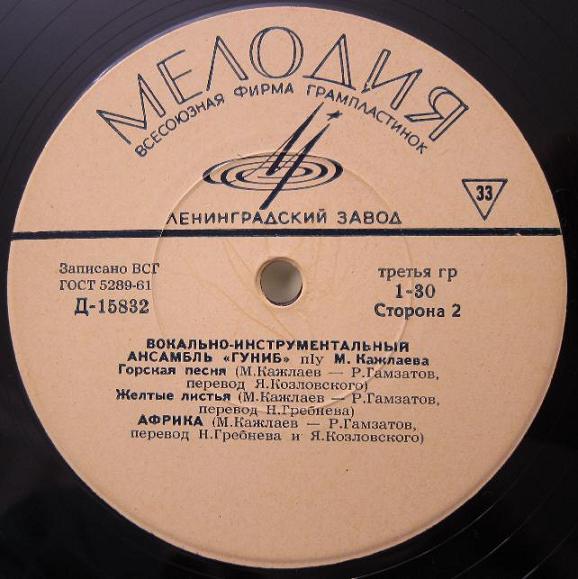 МЕЛОДИЯ
ВСЕСОЮЗНАЯ ФИРМА ГРАМПЛАСТИНОК
ЛЕНИНГРАДСКИЙ ЗАВОД
33
Записано ВСГ
ГОСТ 5289-61
Д-15832
третья гр
1-30
Сторона 2
ВОКАЛЬНО-ИНСТРУМЕНТАЛЬНЫЙ
АНСАМБЛЬ «ГУНИБ» п/у М. Кажлаева
Горская песня (М.Кажлаев — Р.Гамзатов,
перевод Я.Козловского)
Желтые листья (М.Кажлаев — Р.Гамзатов,
перевод Н.Гребнева)
АФРИКА (М.Кажлаев — Р.Гамзатов,
перевод Н.Гребнева и Я.Козловского)